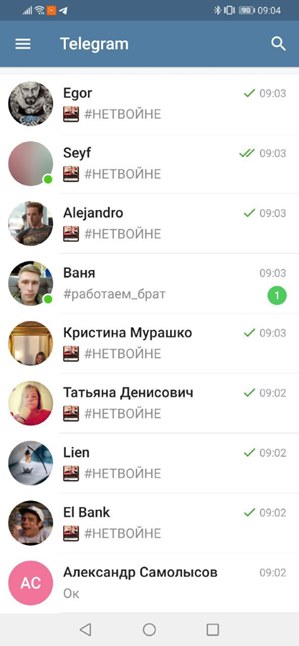 90 09:04
Telegram
Egor 09:03
#НЕТВОЙНЕ
Seyf 09:03
#НЕТВОЙНЕ
Alejandro 09:03
#НЕТВОЙНЕ
Ваня 09:03
#работаем_брат 1
Кристина Мурашко 09:03
#НЕТВОЙНЕ
Татьяна Денисович 09:02
#НЕТВОЙНЕ
Lien 09:02
#НЕТВОЙНЕ
El Bank 09:02
#НЕТВОЙНЕ
АС Александр Самолысов 09:02
Ок